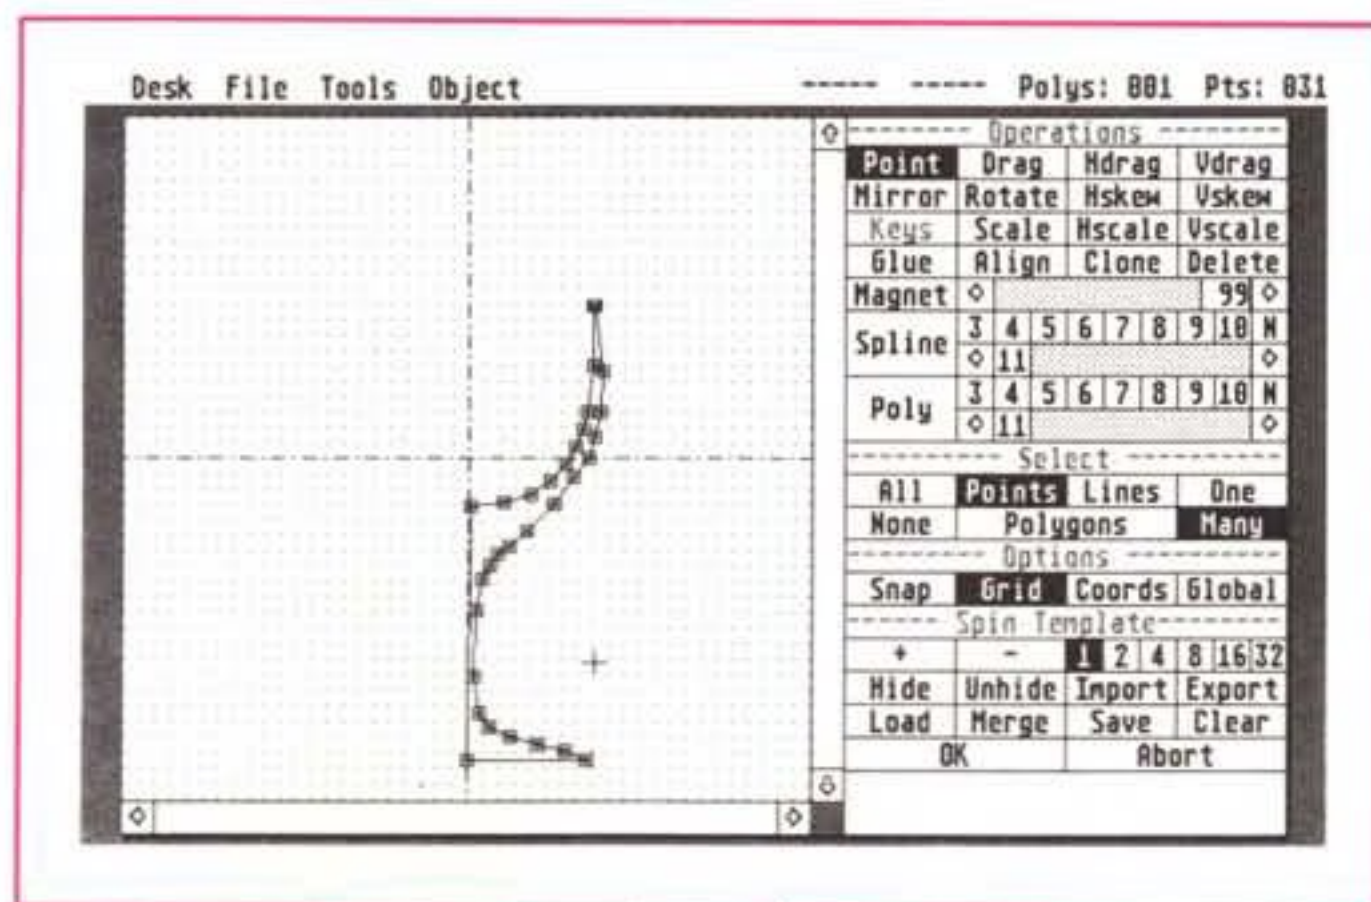 Desk File Tools Object ----- ----- Polys: 001 Pts: 031
------- Operations -------
Point Drag Hdrag Vdrag
Mirror Rotate Hskew Vskew
Keys Scale Hscale Vscale
Glue Align Clone Delete
Magnet 99
Spline 3 4 5 6 7 8 9 10 N
11
Poly 3 4 5 6 7 8 9 10 N
11
--------- Select ---------
All Points Lines One
None Polygons Many
-------- Options ---------
Snap Grid Coords Global
----- Spin Template-------
+ - 1 2 4 8 16 32
Hide Unhide Import Export
Load Merge Save Clear
OK Abort